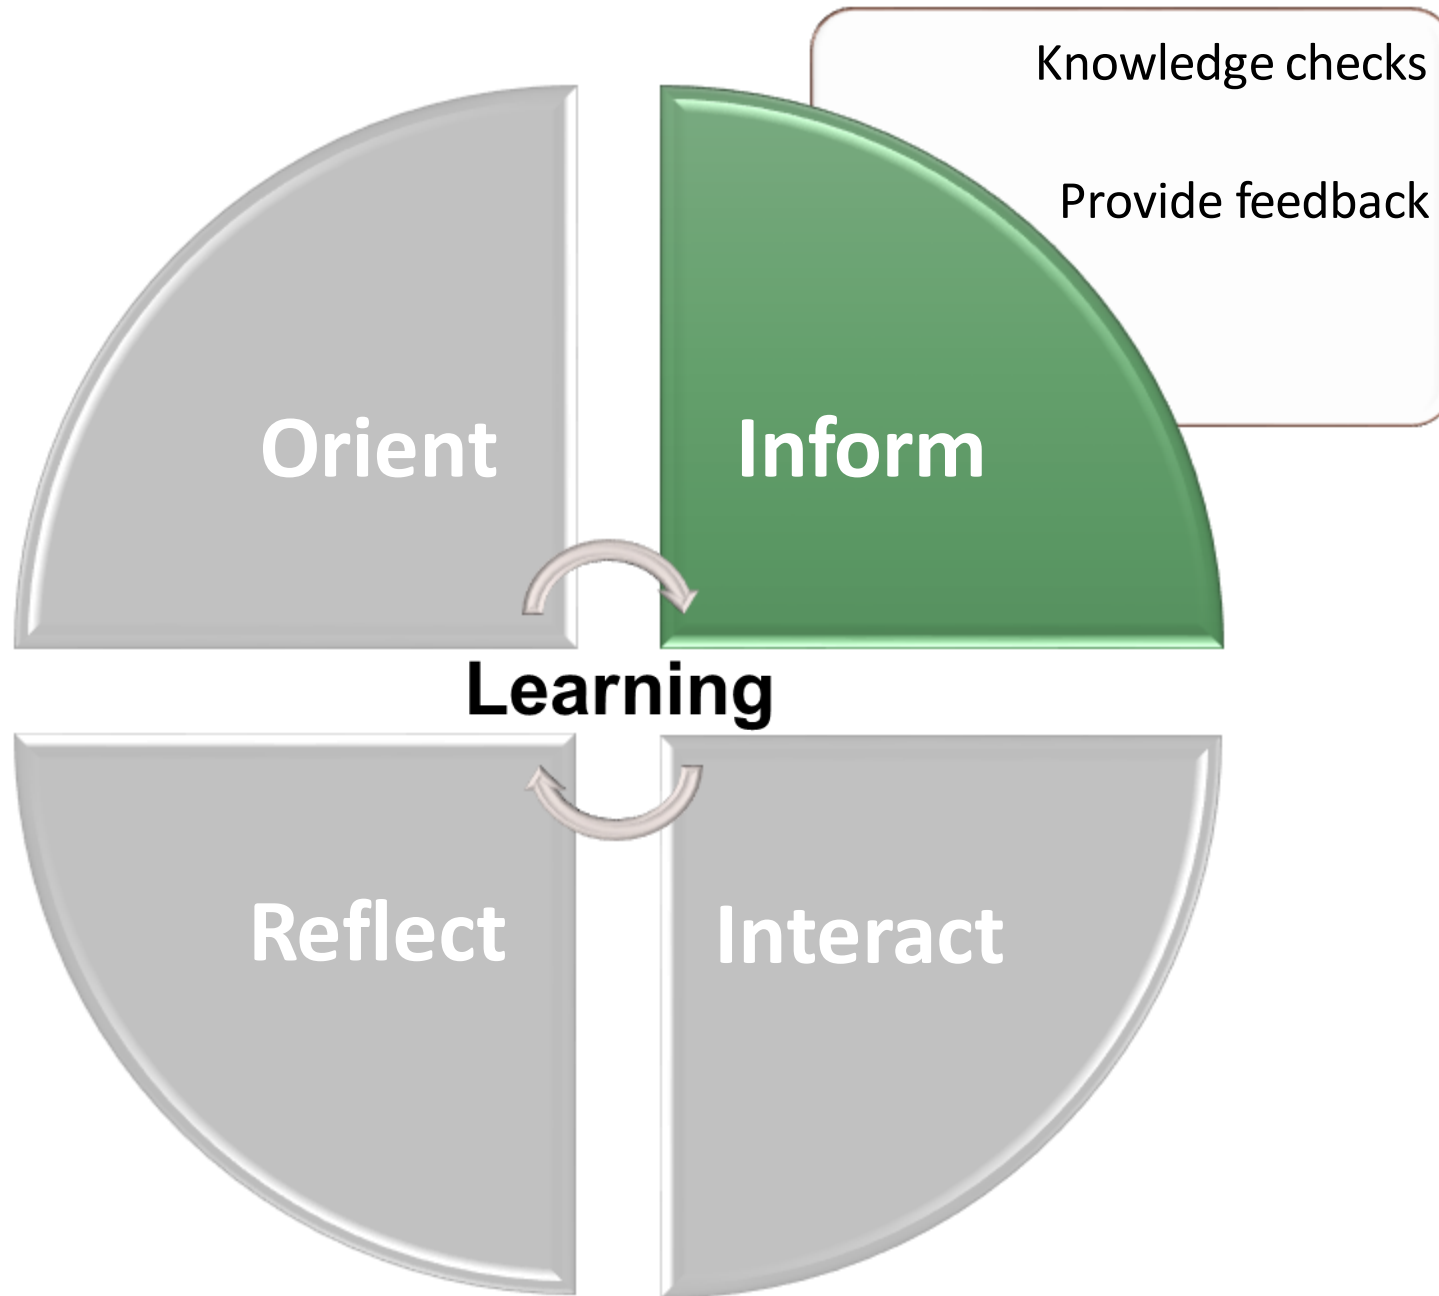 Knowledge checks
Provide feedback
Orient
Inform
Learning
Reflect
Interact